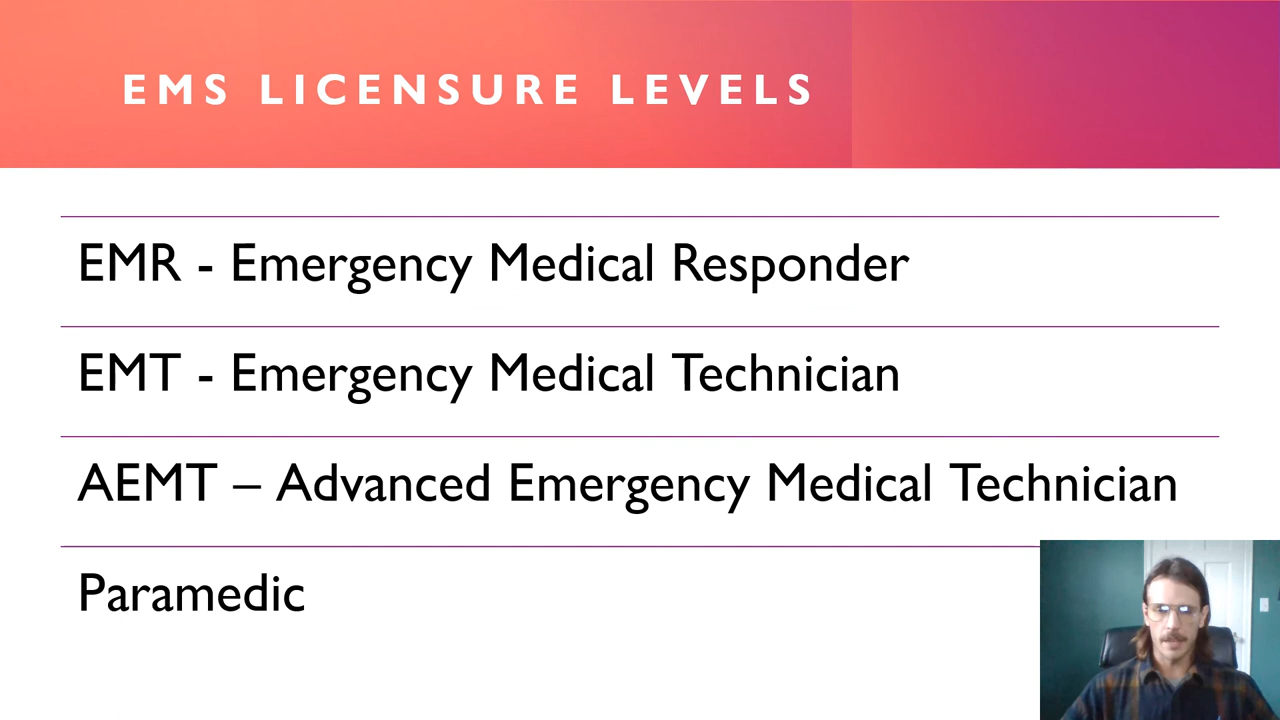 EMS LICENSURE LEVELS
EMR - Emergency Medical Responder
EMT - Emergency Medical Technician
AEMT – Advanced Emergency Medical Technician
Paramedic